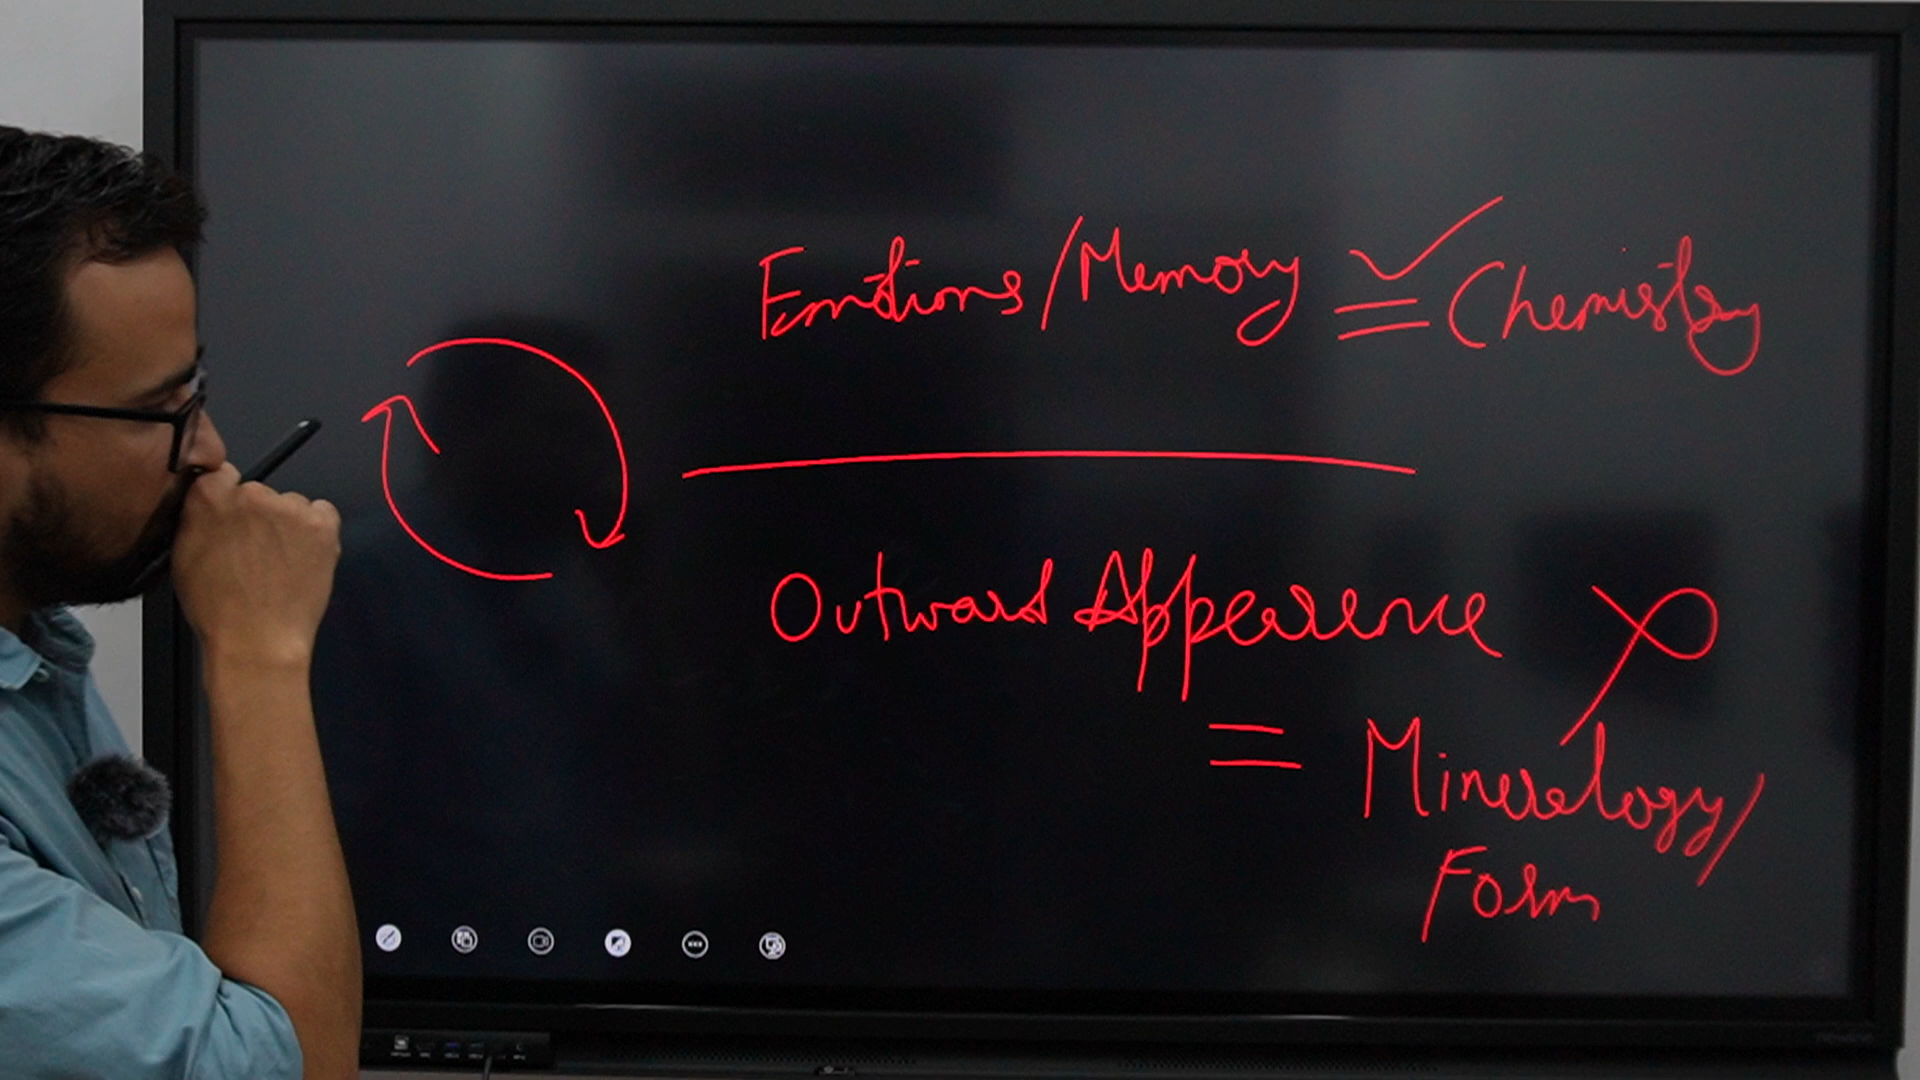 Emotions/Memory = Chemistry
Outward Appearence
= Mineralogy/
Form